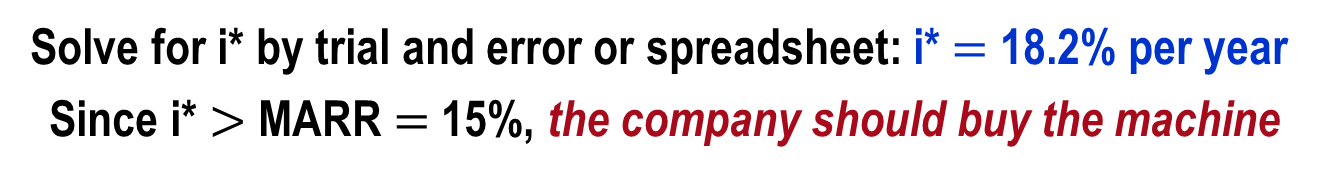 Solve for i* by trial and error or spreadsheet: i* = 18.2% per year
Since i* > MARR = 15%, the company should buy the machine